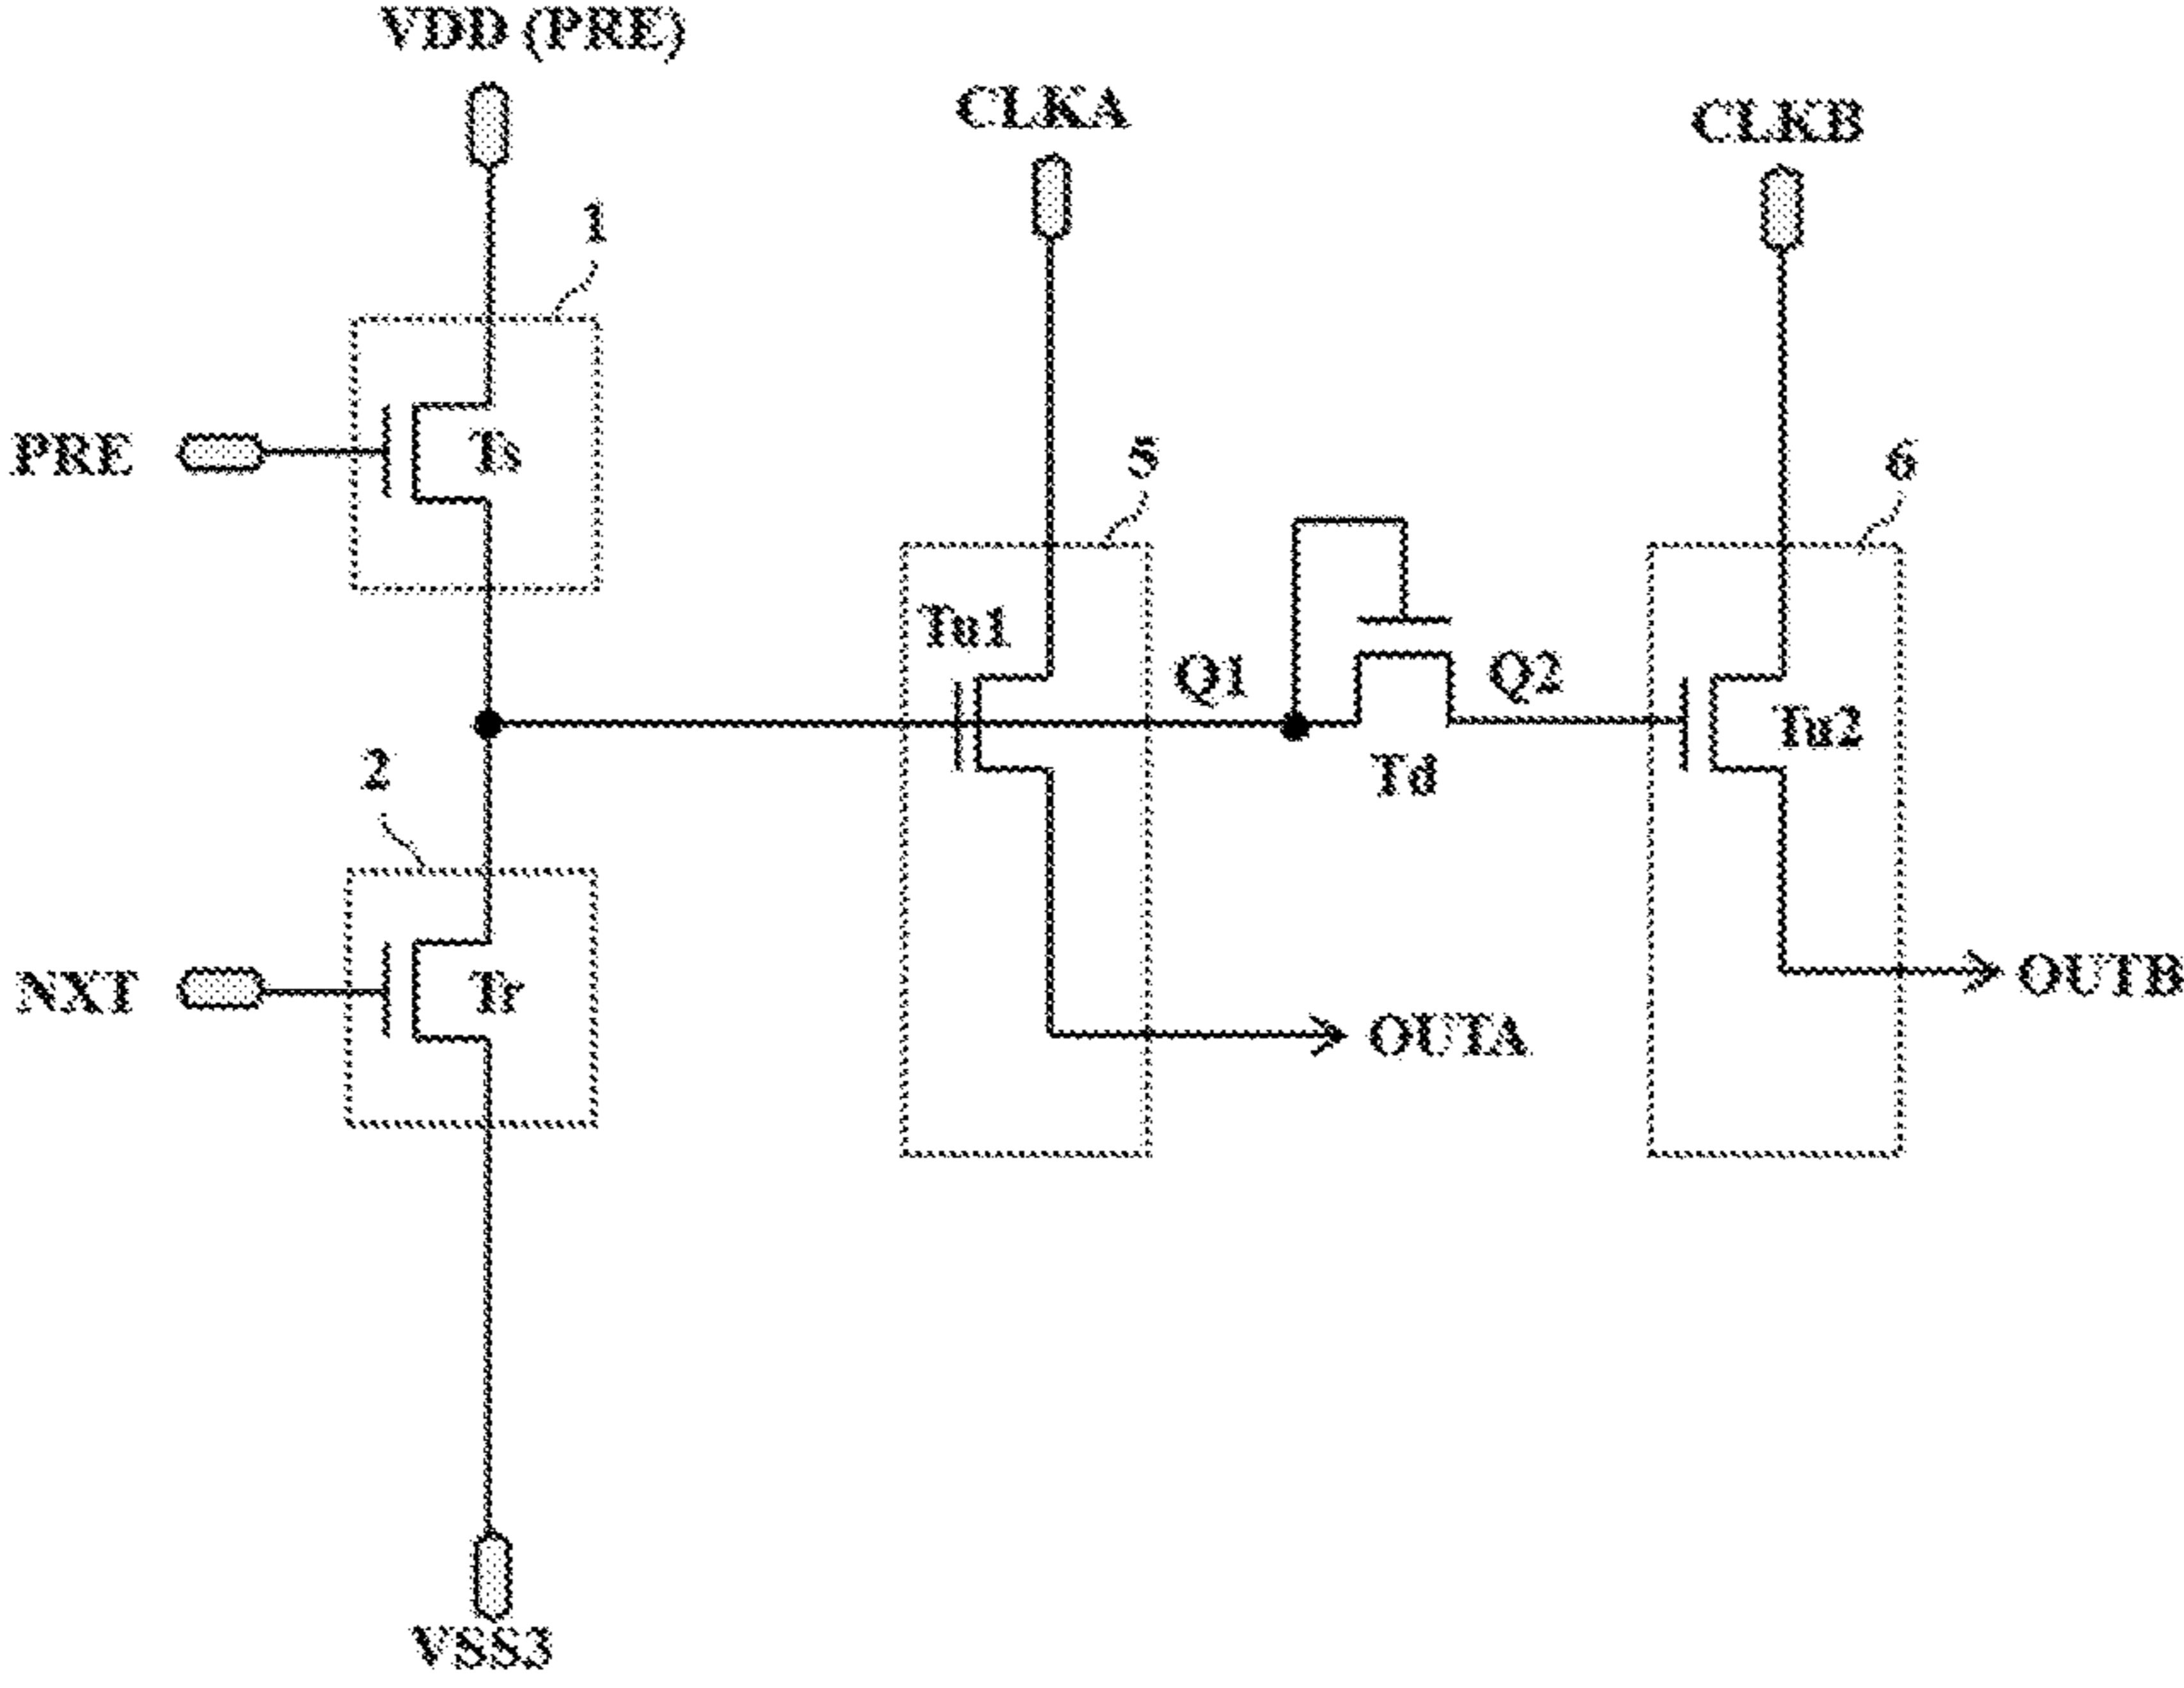 VDD (PRE)
CLKA
CLKB
1
PRE
Ts
5
6
Tu1
Q1
Q2
Tu2
Td
2
NXT
Tr
OUTB
OUTA
VSS3